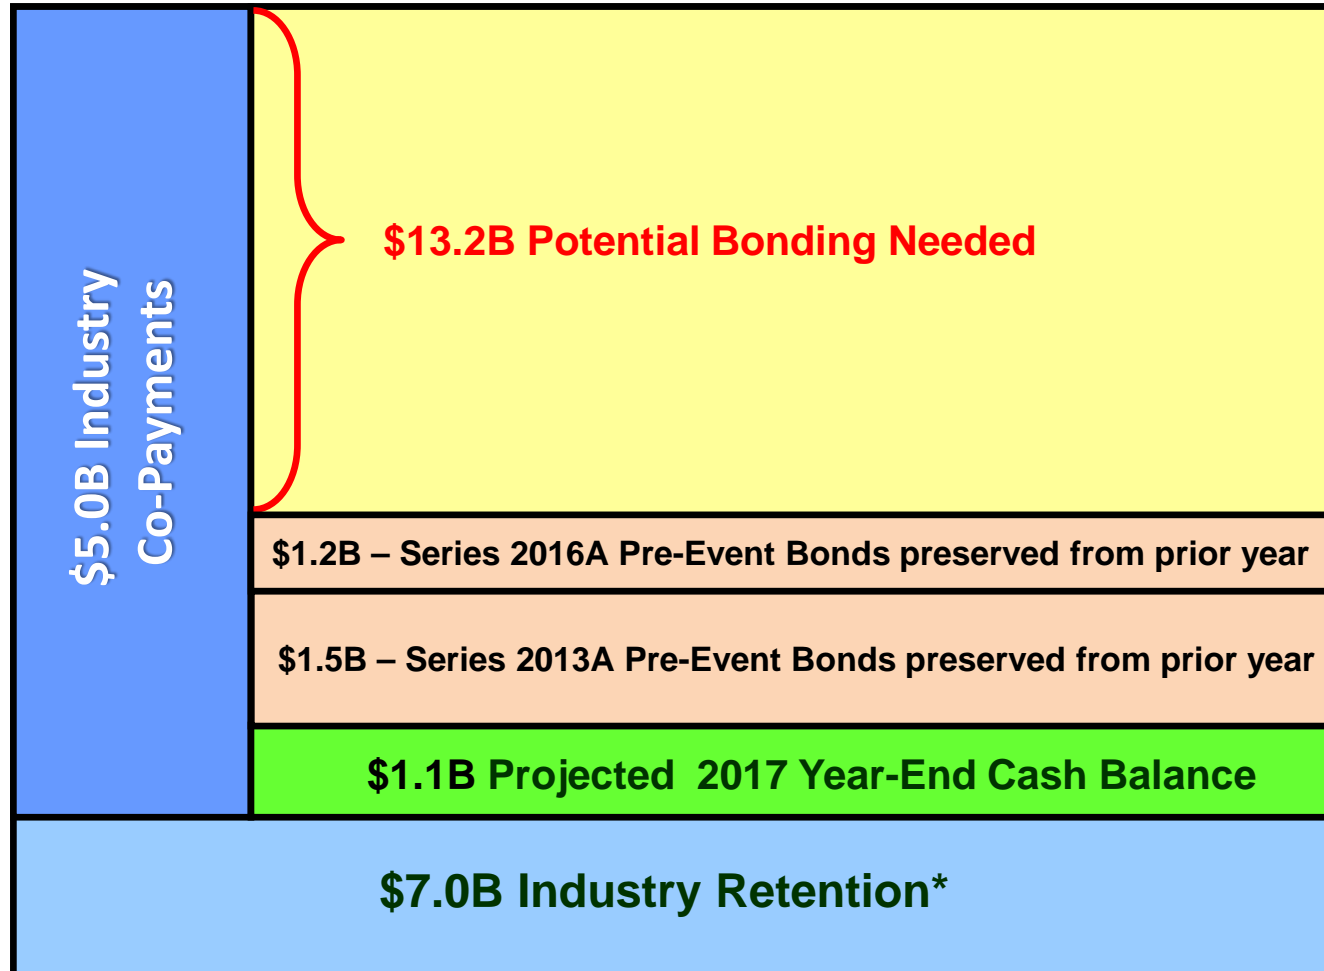 $5.0B Industry
Co-Payments
$13.2B Potential Bonding Needed
$1.2B – Series 2016A Pre-Event Bonds preserved from prior year
$1.5B – Series 2013A Pre-Event Bonds preserved from prior year
$1.1B Projected 2017 Year-End Cash Balance
$7.0B Industry Retention*